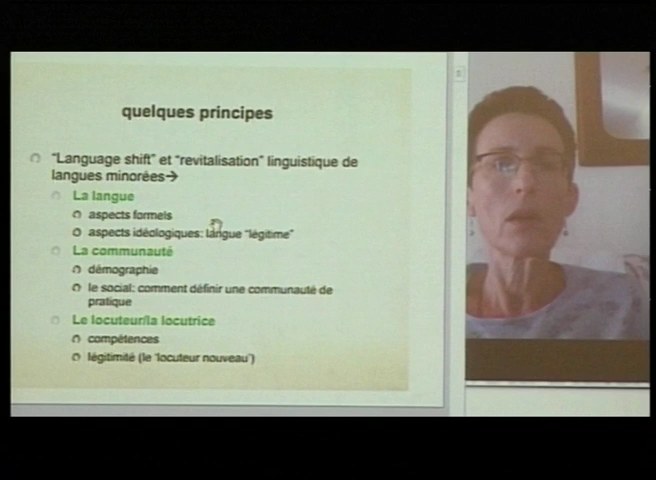 quelques principes
"Language shift" et "revitalisation" linguistique de
langues minorées→
La langue
aspects formels
aspects idéologiques: langue "légitime"
La communauté
démographie
le social: comment définir une communauté de
pratique
Le locuteur/la locutrice
compétences
légitimité (le 'locuteur nouveau')